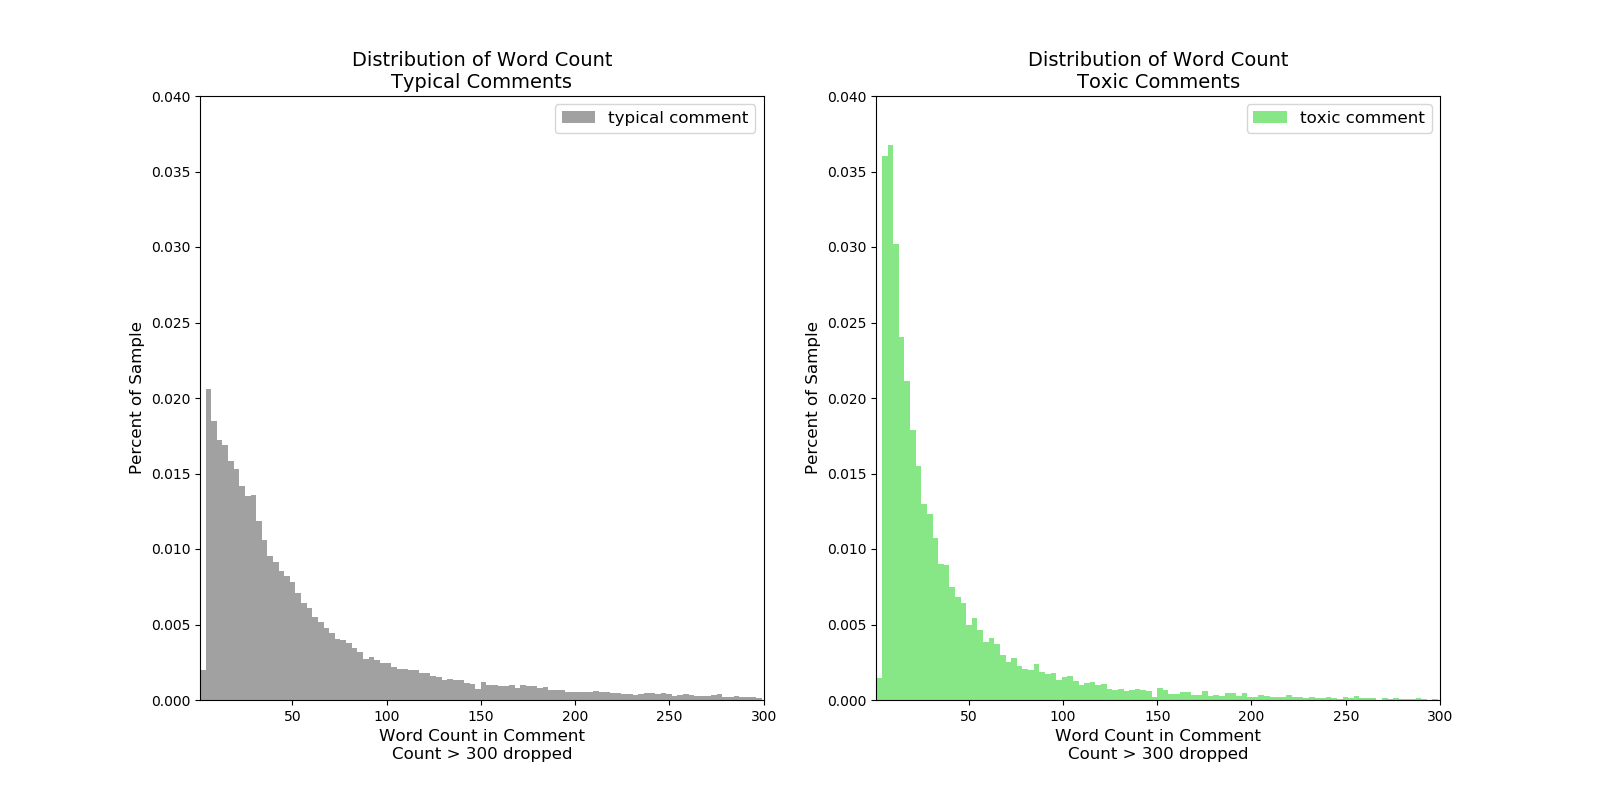 Distribution of Word Count
Typical Comments
typical comment
0.040
0.035
0.030
0.025
0.020
0.015
0.010
0.005
0.000
Percent of Sample
50 100 150 200 250 300
Word Count in Comment
Count > 300 dropped
Distribution of Word Count
Toxic Comments
toxic comment
0.040
0.035
0.030
0.025
0.020
0.015
0.010
0.005
0.000
Percent of Sample
50 100 150 200 250 300
Word Count in Comment
Count > 300 dropped